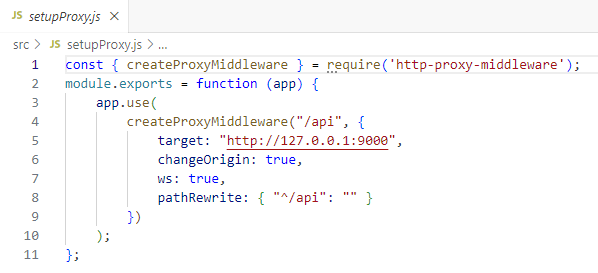 JS setupProxy.js ×
src > JS setupProxy.js > ...
1 const { createProxyMiddleware } = require('http-proxy-middleware');
2 module.exports = function (app) {
3     app.use(
4         createProxyMiddleware("/api", {
5             target: "http://127.0.0.1:9000",
6             changeOrigin: true,
7             ws: true,
8             pathRewrite: { "^/api": "" }
9         })
10     );
11 };